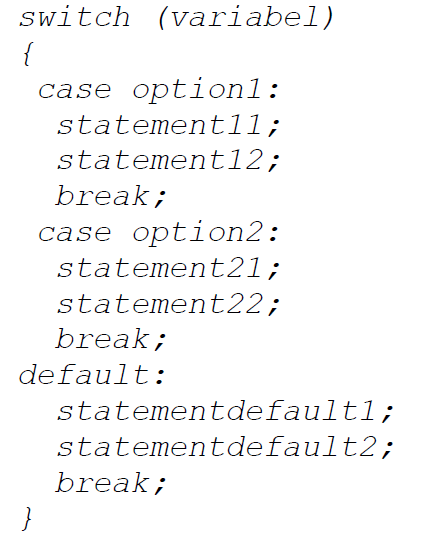 switch (variabel)
{
case option1:
statement11;
statement12;
break;
case option2:
statement21;
statement22;
break;
default:
statementdefault1;
statementdefault2;
break;
}